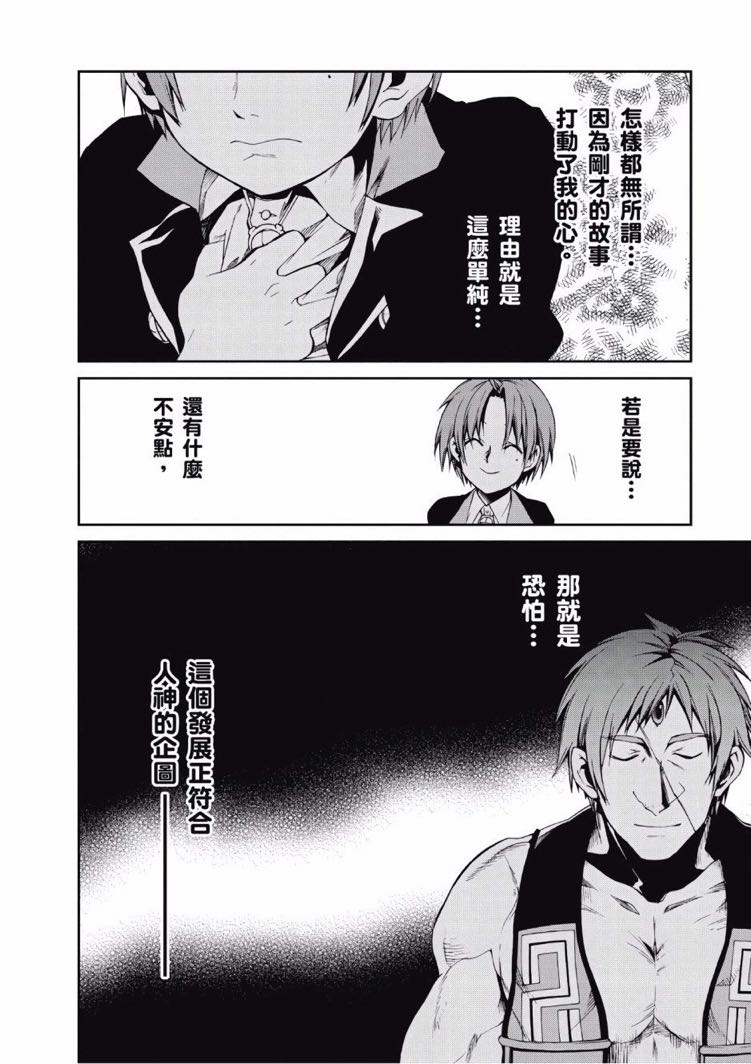 怎樣都無所謂…
因為剛才的故事
打動了我的心。
理由就是
這麼單純…
若是要說…
還有什麼
不安點，
那就是
恐怕…
這個發展正符合
人神的企圖——